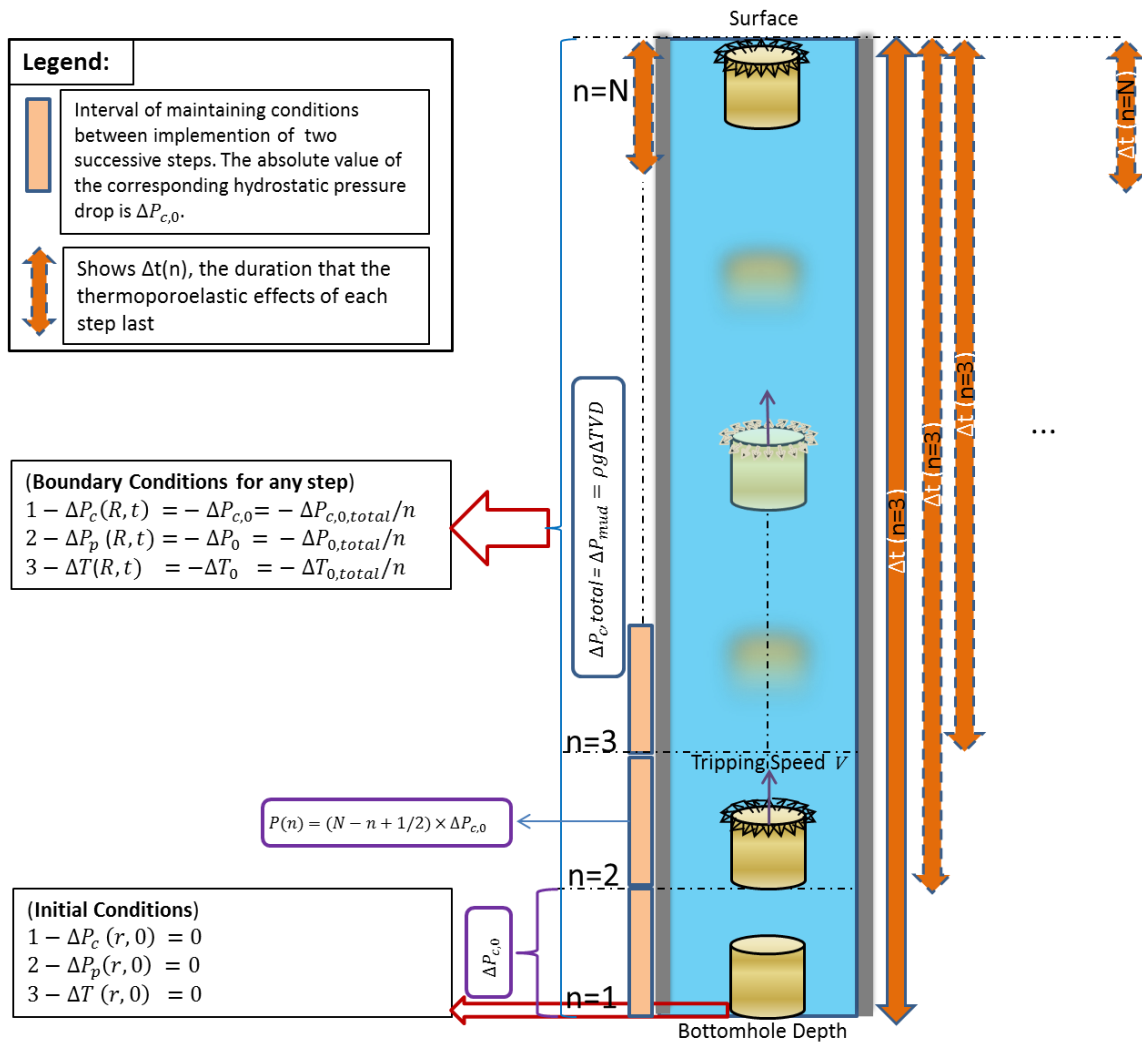 Surface
Legend:
Interval of maintaining conditions
between implemention of two
successive steps. The absolute value of
the corresponding hydrostatic pressure
drop is ΔP_{c,0}.
Shows Δt(n), the duration that the
thermoporoelastic effects of each
step last
n=N
Δt (n=N)
(Boundary Conditions for any step)
1 − ΔP_c(R, t) = − ΔP_{c,0}= − ΔP_{c,0,total}/n
2 − ΔP_p (R, t) = − ΔP_0 = − ΔP_{0,total}/n
3 − ΔT(R, t) = −ΔT_0 = − ΔT_{0,total}/n
ΔP_c,total= ΔP_{mud} = ρgΔTVD
Δt (n=3)
Δt (n=3)
Δt (n=3)
...
n=3
Tripping Speed V
P(n) = (N − n + 1/2) × ΔP_{c,0}
n=2
(Initial Conditions)
1 − ΔP_c (r, 0) = 0
2 − ΔP_p(r, 0) = 0
3 − ΔT (r, 0) = 0
ΔP_{c,0}
n=1
Bottomhole Depth